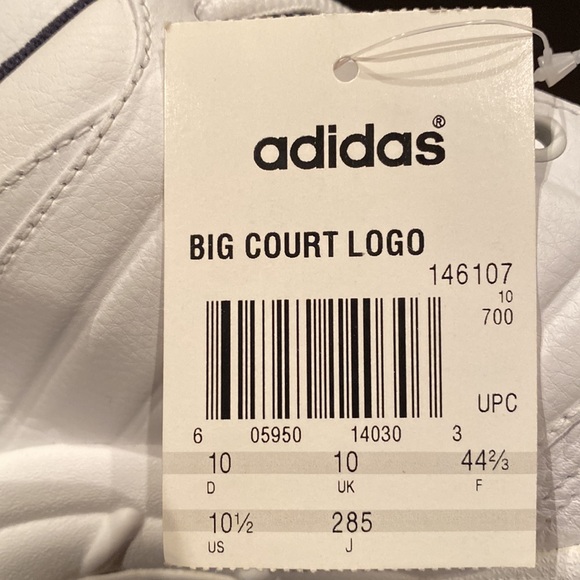 adidas®
BIG COURT LOGO
146107
10
700
UPC
6 05950 14030 3
10 10 44⅔
D UK F
10½ 285
US J